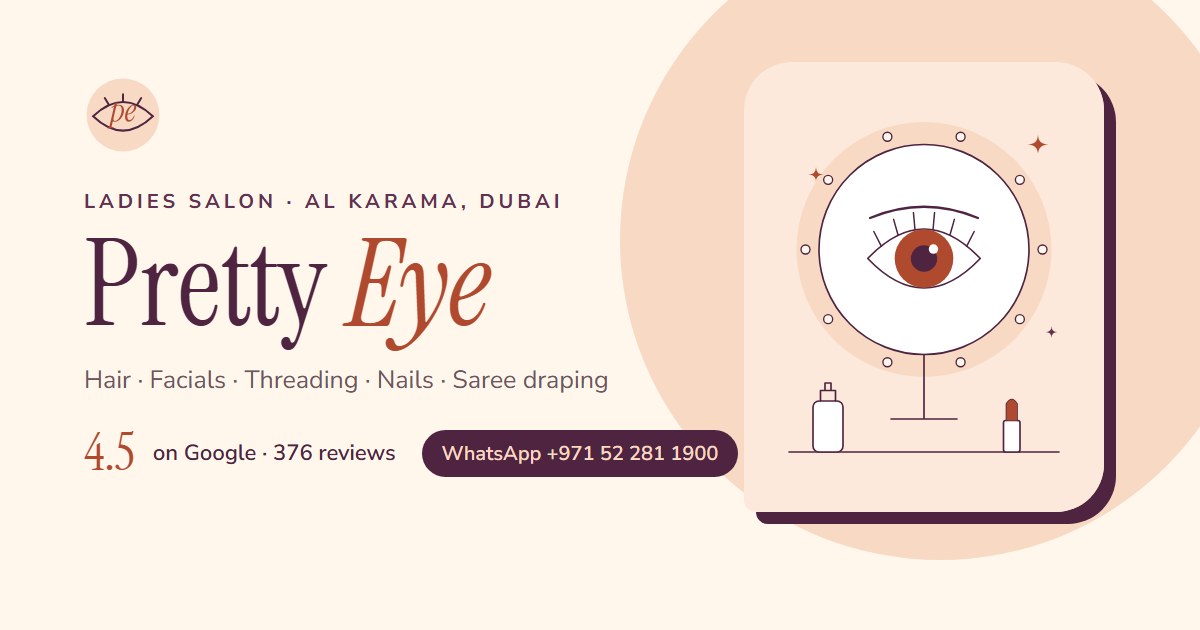 pe
LADIES SALON · AL KARAMA, DUBAI
Pretty Eye
Hair · Facials · Threading · Nails · Saree draping
4.5 on Google · 376 reviews
WhatsApp +971 52 281 1900